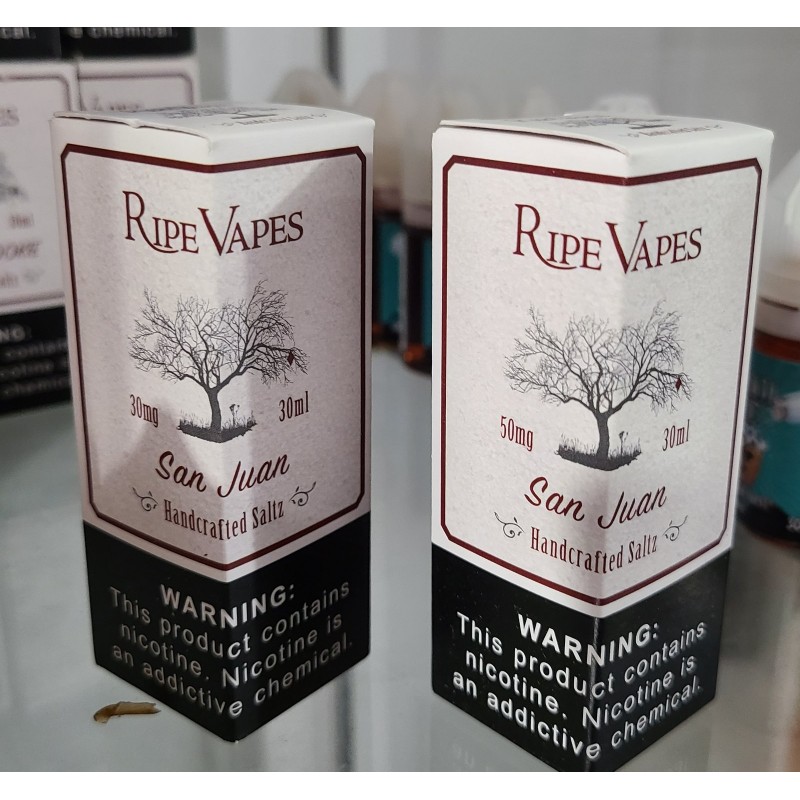 e chemical.
RIPE VAPES
30mg 30ml
San Juan
Handcrafted Saltz
WARNING:
This product contains
nicotine. Nicotine is
an addictive chemical.
RIPE VAPES
50mg 30ml
San Juan
Handcrafted Saltz
WARNING:
This product contains
nicotine. Nicotine is
an addictive chemical.